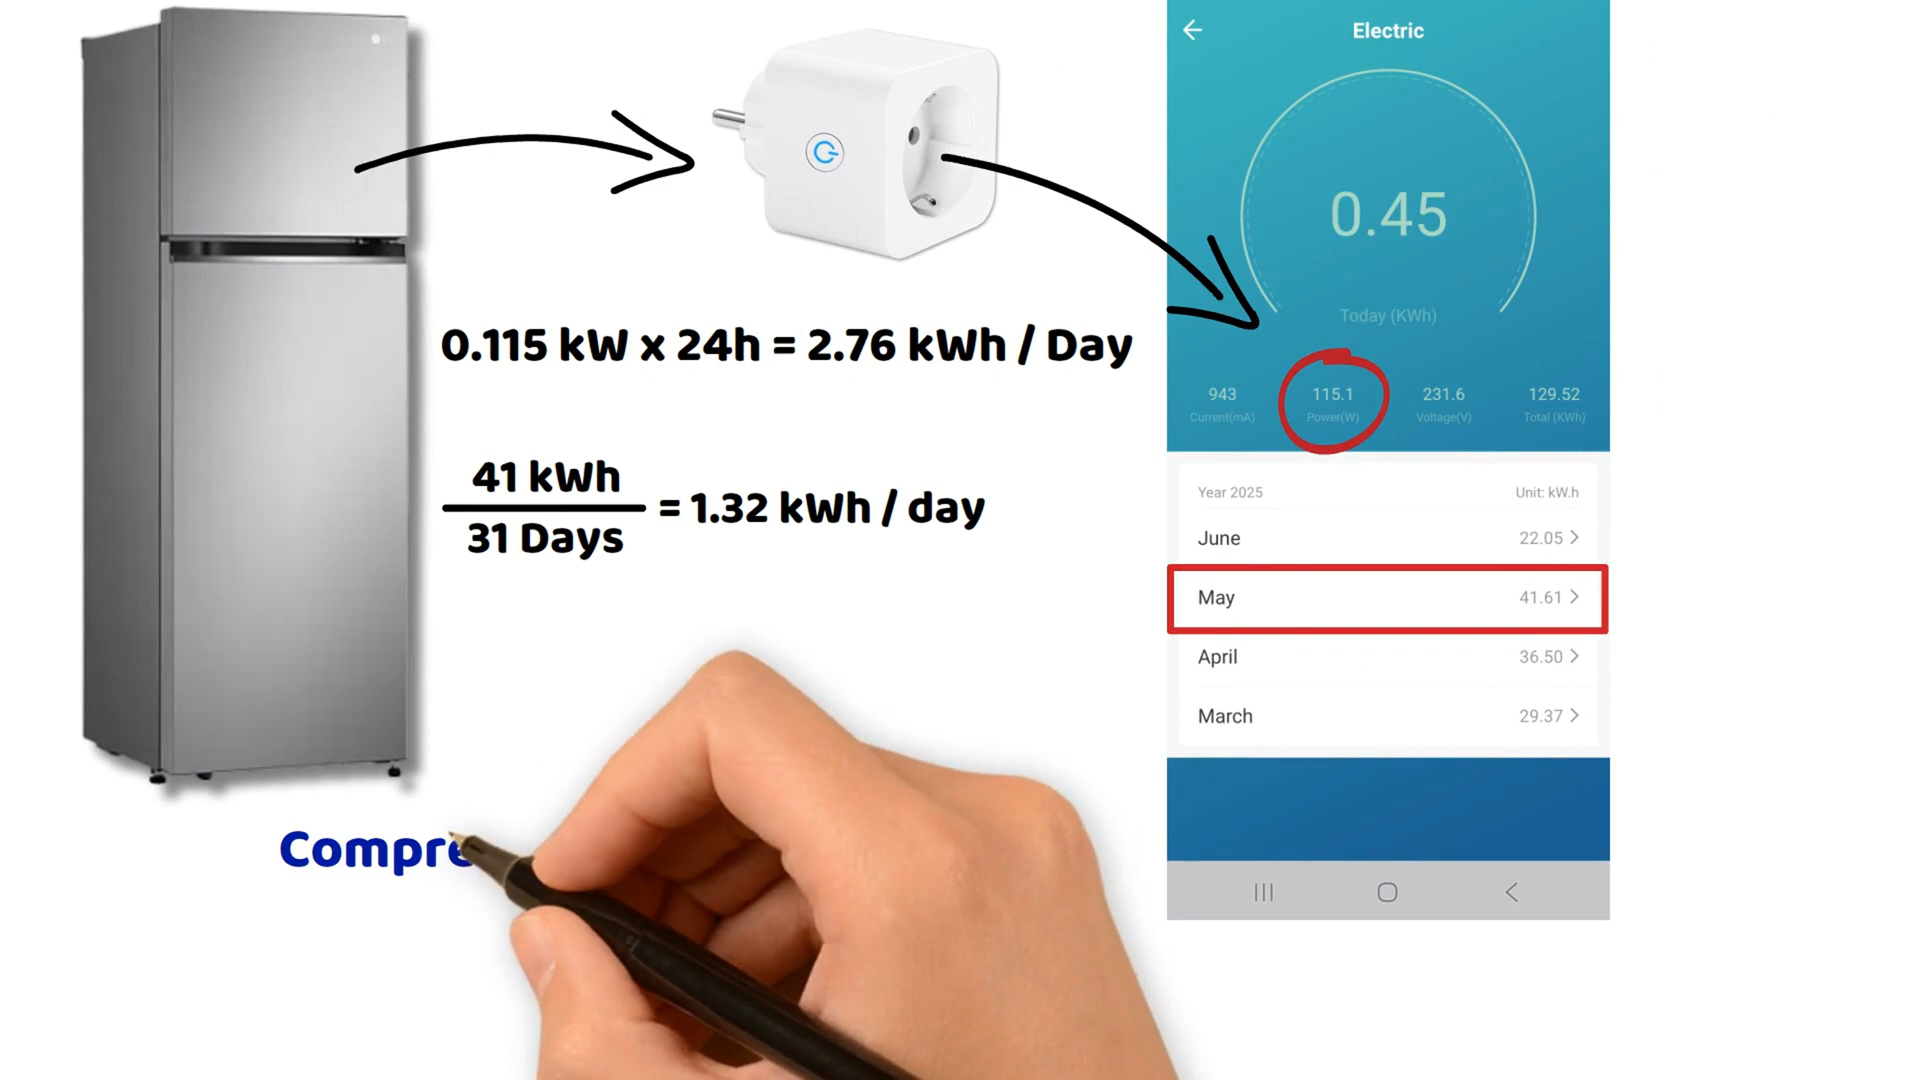 Electric
0.45
Today (KWh)
943
Current(mA)
115.1
Power(W)
231.6
Voltage(V)
129.52
Total (KWh)
0.115 kW x 24h = 2.76 kWh / Day
41 kWh
31 Days
= 1.32 kWh / day
Year 2025
Unit: kW.h
June
22.05
May
41.61
April
36.50
March
29.37
Compre